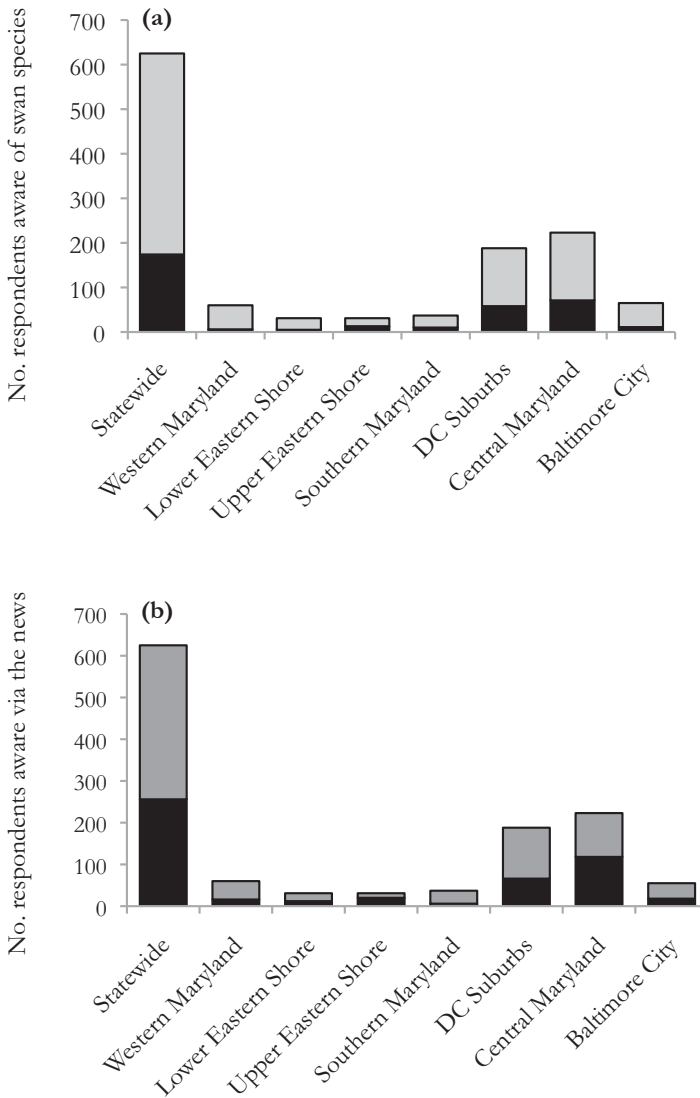 (a)
No. respondents aware of swan species
700
600
500
400
300
200
100
0
Statewide
Western Maryland
Lower Eastern Shore
Upper Eastern Shore
Southern Maryland
DC Suburbs
Central Maryland
Baltimore City
(b)
No. respondents aware via the news
700
600
500
400
300
200
100
0
Statewide
Western Maryland
Lower Eastern Shore
Upper Eastern Shore
Southern Maryland
DC Suburbs
Central Maryland
Baltimore City